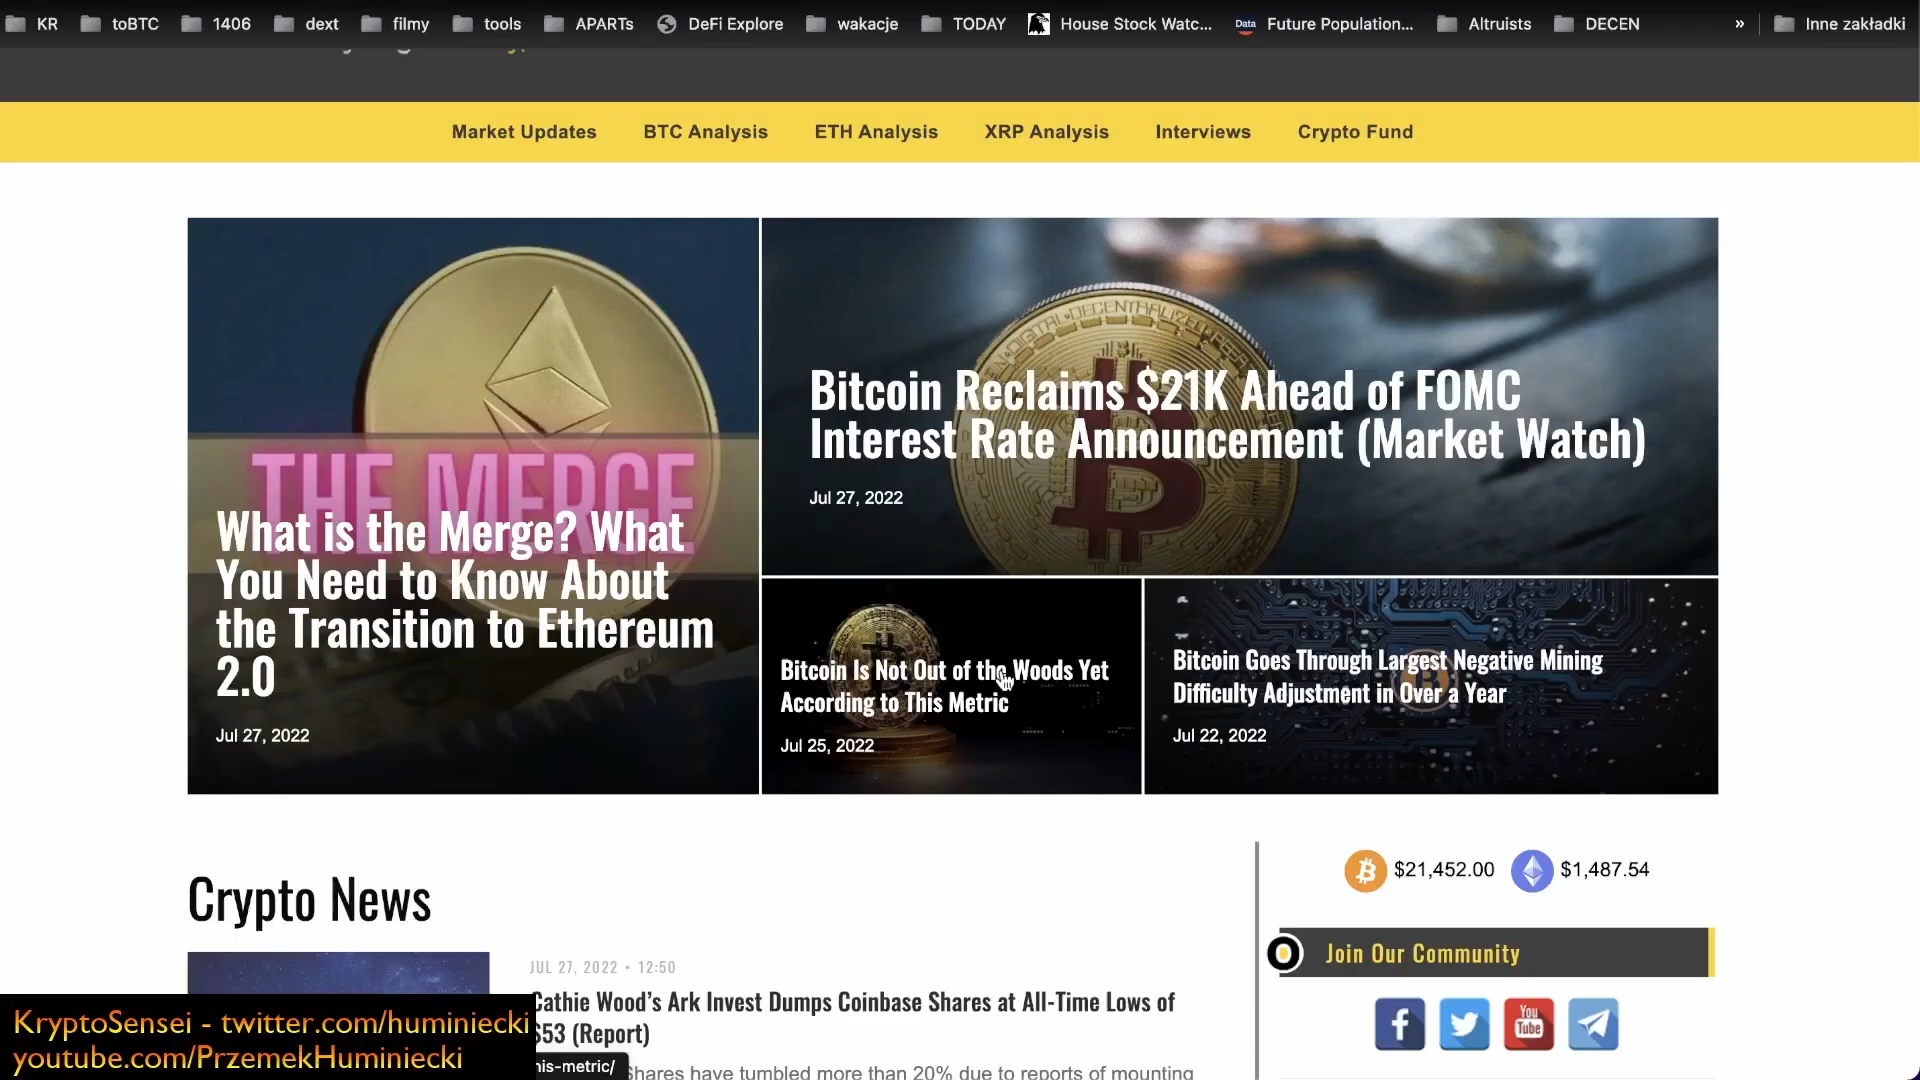 KR toBTC 1406 dext filmy tools APARTs DeFi Explore wakacje TODAY House Stock Watc... Data Future Population... Altruists DECEN » Inne zakładki
Market Updates BTC Analysis ETH Analysis XRP Analysis Interviews Crypto Fund
THE MERGE
What is the Merge? What
You Need to Know About
the Transition to Ethereum
2.0
Jul 27, 2022
DIGITAL • DECENTRALIZED
Bitcoin Reclaims $21K Ahead of FOMC
Interest Rate Announcement (Market Watch)
Jul 27, 2022
Bitcoin Is Not Out of the Woods Yet
According to This Metric
Jul 25, 2022
Bitcoin Goes Through Largest Negative Mining
Difficulty Adjustment in Over a Year
Jul 22, 2022
$21,452.00 $1,487.54
Crypto News
Join Our Community
JUL 27, 2022 • 12:50
Cathie Wood's Ark Invest Dumps Coinbase Shares at All-Time Lows of
$53 (Report)
You
Tube
KryptoSensei - twitter.com/huminiecki
youtube.com/PrzemekHuminiecki
his-metric/
Shares have tumbled more than 20% due to reports of mounting